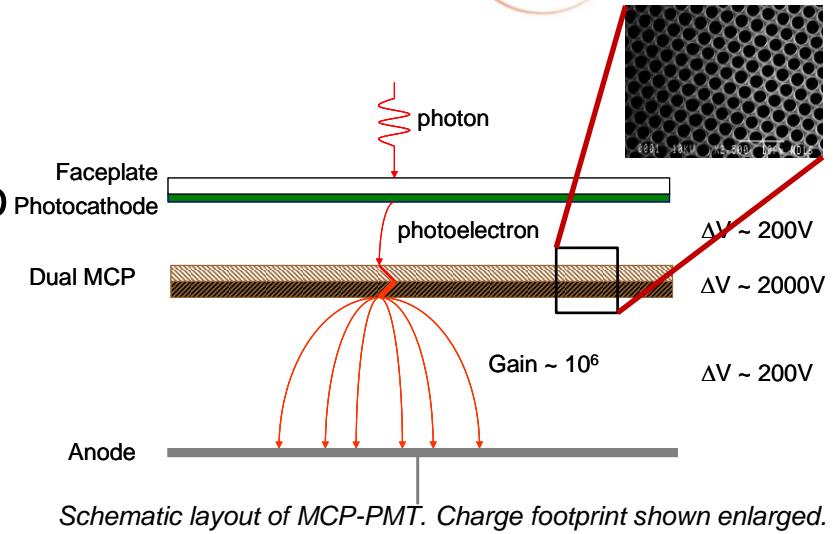 photon
Faceplate
Photocathode
photoelectron
ΔV ~ 200V
Dual MCP
ΔV ~ 2000V
Gain ~ 10⁶
ΔV ~ 200V
Anode
Schematic layout of MCP-PMT. Charge footprint shown enlarged.